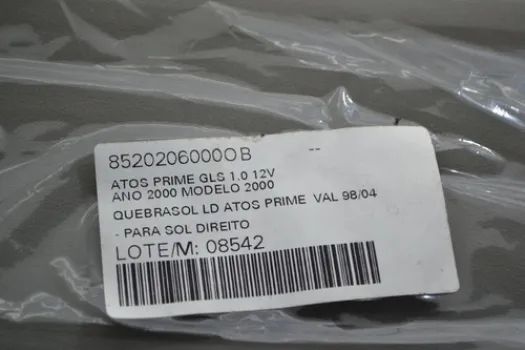 8520206000OB --
ATOS PRIME GLS 1.0 12V
ANO 2000 MODELO 2000
QUEBRASOL LD ATOS PRIME VAL 98/04
- PARA SOL DIREITO
LOTE/M: 08542